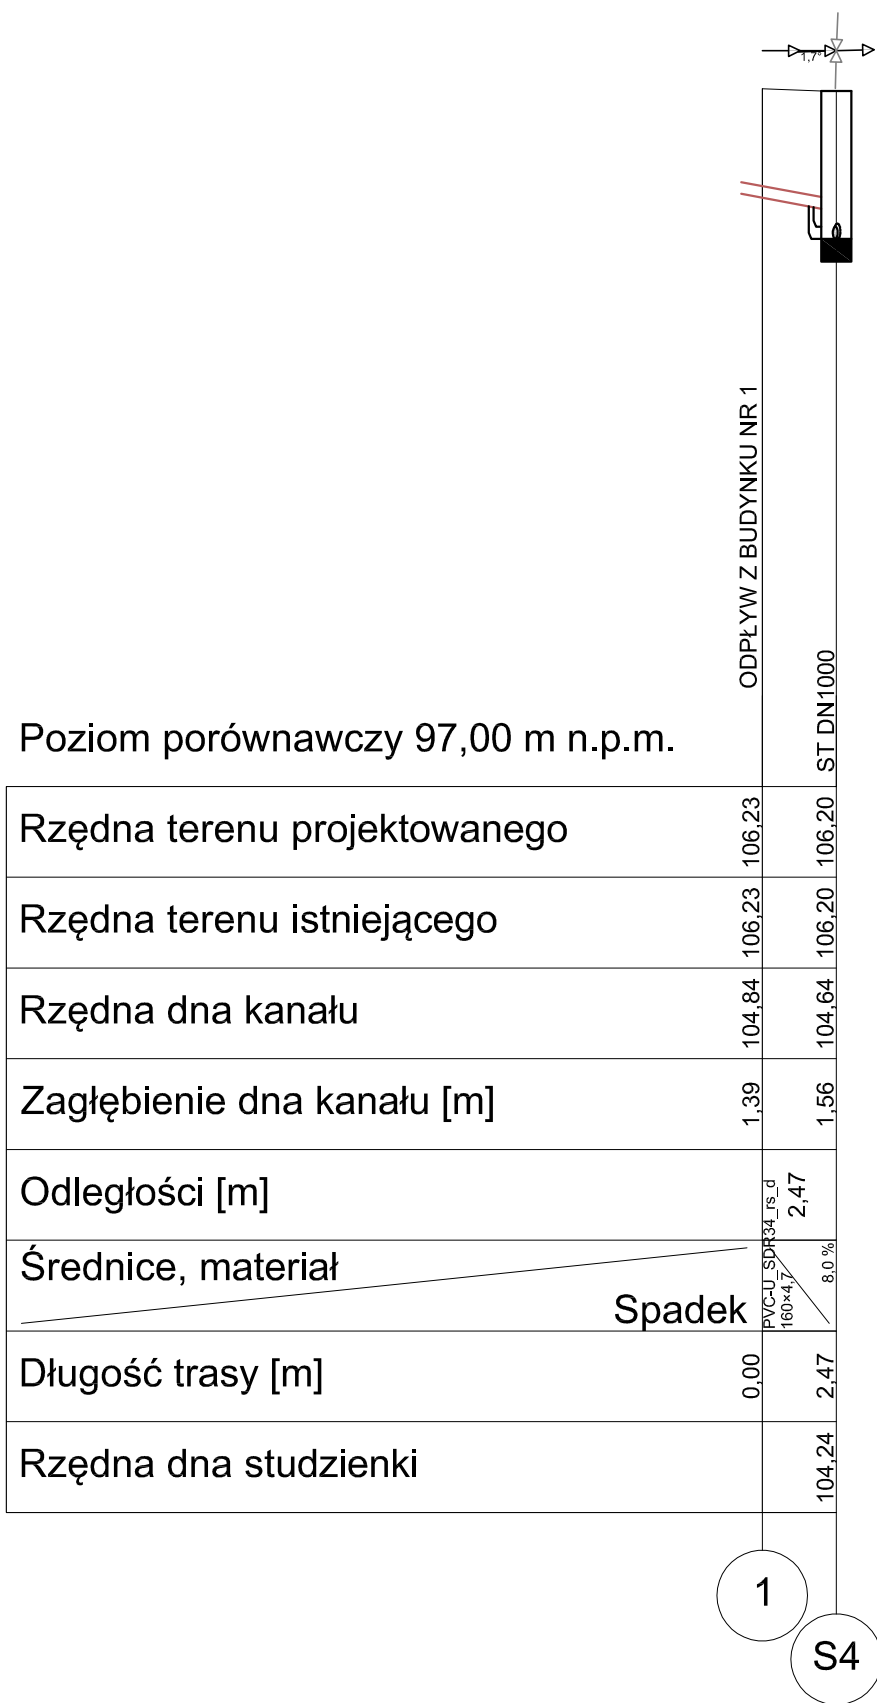 1,7°
ODPŁYW Z BUDYNKU NR 1
ST DN1000
Poziom porównawczy 97,00 m n.p.m.
Rzędna terenu projektowanego 106,23 106,20
Rzędna terenu istniejącego 106,23 106,20
Rzędna dna kanału 104,84 104,64
Zagłębienie dna kanału [m] 1,39 1,56
Odległości [m] 2,47
Średnice, materiał
PVC-U_SDR34_rs_d
160×4,7
8,0 %
Spadek
Długość trasy [m] 0,00 2,47
Rzędna dna studzienki 104,24
1
S4